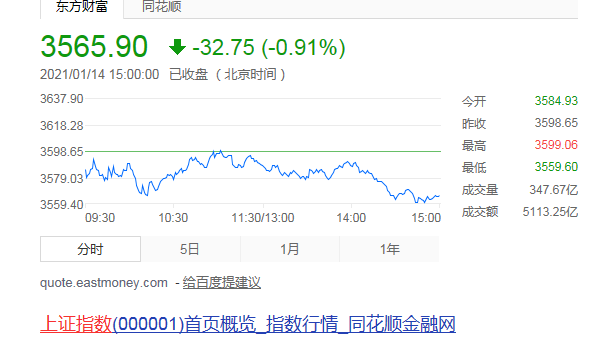 东方财富 同花顺
3565.90 -32.75 (-0.91%)
2021/01/14 15:00:00 已收盘 （北京时间）
3637.90
3618.28
3598.65
3579.03
3559.40
09:30 10:30 11:30/13:00 14:00 15:00
今开 3584.93
昨收 3598.65
最高 3599.06
最低 3559.60
成交量 347.67亿
成交额 5113.25亿
分时 5日 1月 1年
quote.eastmoney.com - 给百度提建议
上证指数(000001)首页概览_指数行情_同花顺金融网